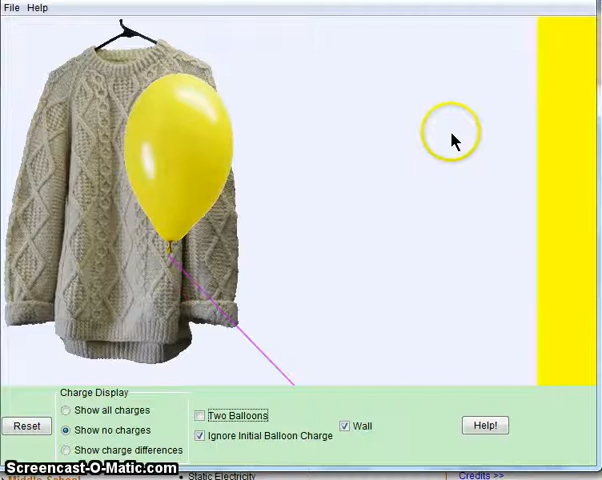 File Help
Charge Display
Show all charges
Show no charges
Show charge differences
Two Balloons
Ignore Initial Balloon Charge
Wall
Reset
Help!
Screencast-O-Matic.com
Static Electricity
Credits >>